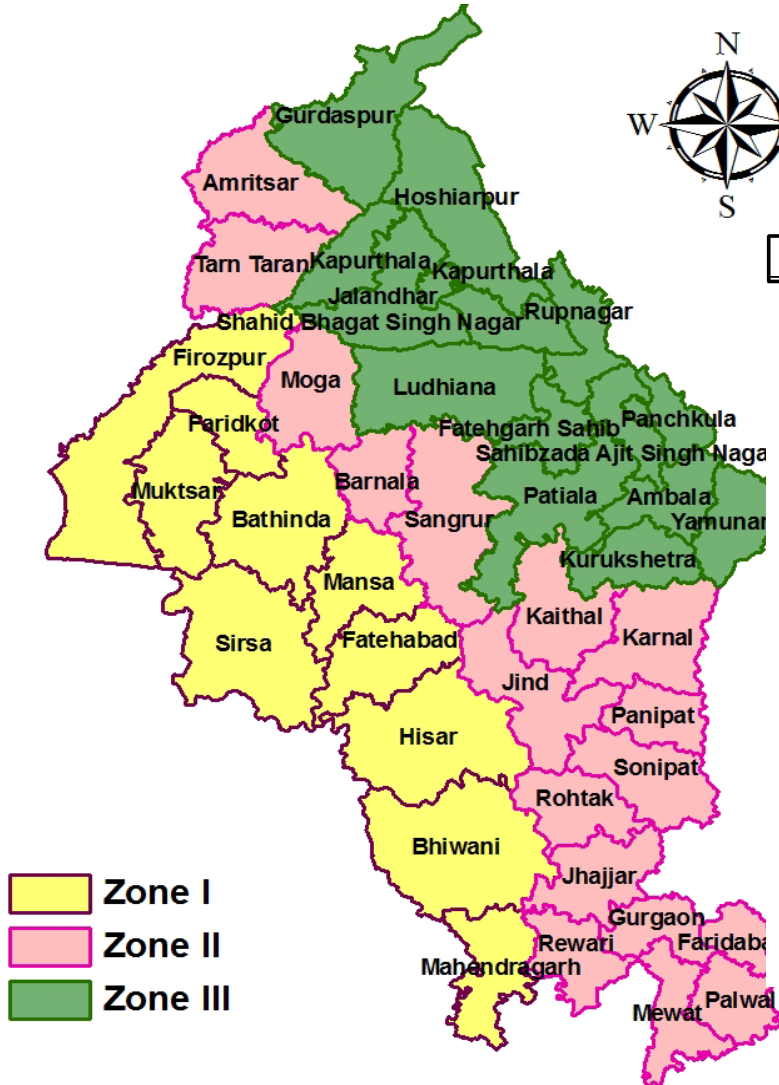 N
W
S
Gurdaspur
Amritsar
Hoshiarpur
Tarn Taran
Kapurthala
Kapurthala
Jalandhar
Rupnagar
Shahid Bhagat Singh Nagar
Firozpur
Moga
Ludhiana
Faridkot
Fatehgarh Sahib
Panchkula
Sahibzada Ajit Singh Naga
Muktsar
Barnala
Bathinda
Sangrur
Patiala
Ambala
Yamunan
Mansa
Kurukshetra
Sirsa
Fatehabad
Kaithal
Karnal
Jind
Hisar
Panipat
Sonipat
Rohtak
Bhiwani
Jhajjar
Gurgaon
Rewari
Faridaba
Mahendragarh
Mewat
Palwal
Zone I
Zone II
Zone III